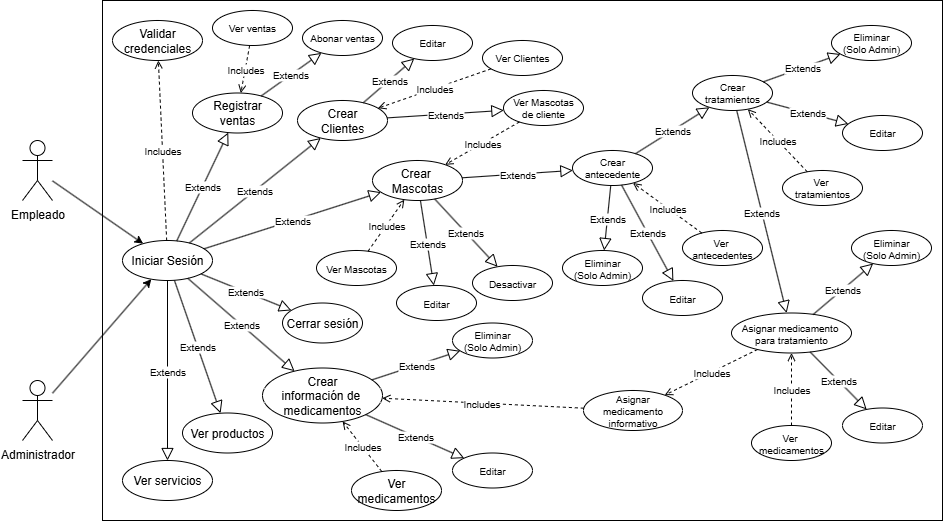 Validar
credenciales
Ver ventas
Abonar ventas
Editar
Ver Clientes
Eliminar
(Solo Admin)
Includes
Extends
Extends
Includes
Extends
Registrar
ventas
Crear
Clientes
Extends
Ver Mascotas
de cliente
Crear
tratamientos
Extends
Editar
Includes
Includes
Extends
Includes
Crear
Mascotas
Extends
Crear
antecedente
Ver
tratamientos
Extends
Extends
Empleado
Extends
Includes
Extends
Extends
Extends
Includes
Extends
Extends
Iniciar Sesión
Ver Mascotas
Desactivar
Editar
Eliminar
(Solo Admin)
Editar
Ver
antecedentes
Eliminar
(Solo Admin)
Extends
Extends
Cerrar sesión
Extends
Extends
Extends
Eliminar
(Solo Admin)
Extends
Asignar medicamento
para tratamiento
Includes
Extends
Includes
Crear
información de
medicamentos
Includes
Asignar
medicamento
informativo
Editar
Ver
medicamentos
Ver productos
Includes
Extends
Editar
Administrador
Ver servicios
Ver
medicamentos